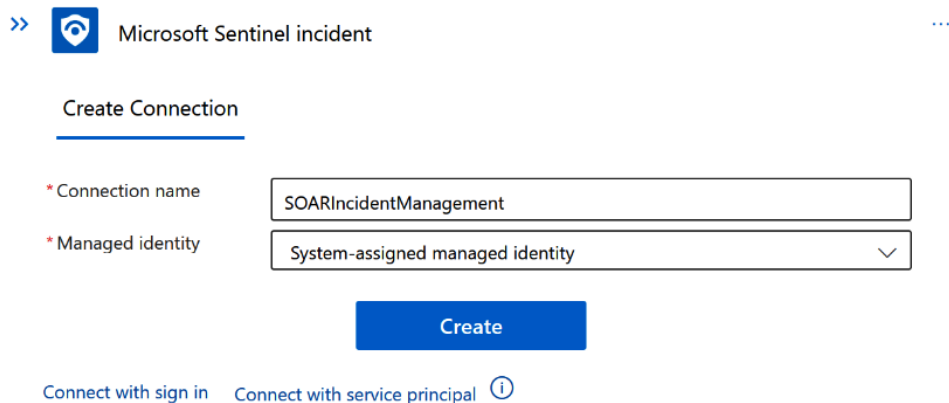 Microsoft Sentinel incident
Create Connection
* Connection name
SOARIncidentManagement
* Managed identity
System-assigned managed identity
Create
Connect with sign in
Connect with service principal